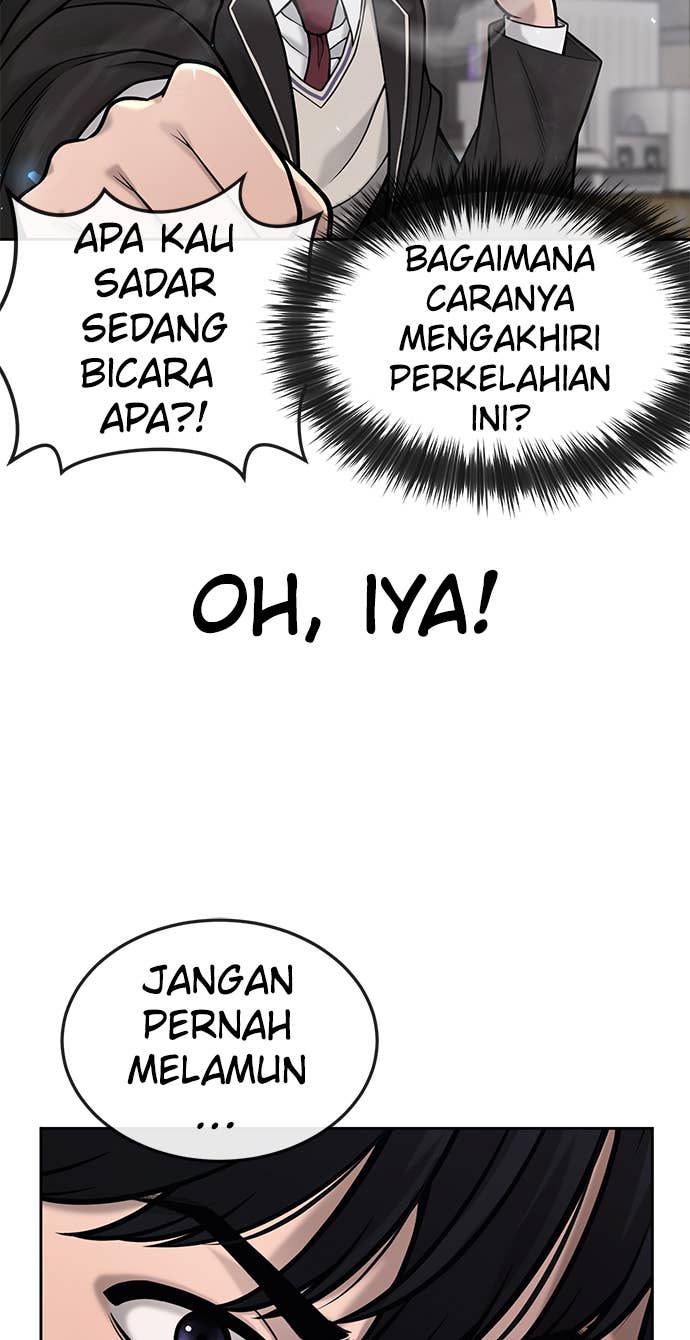 APA KAU
SADAR
SEDANG
BICARA
APA?!
BAGAIMANA
CARANYA
MENGAKHIRI
PERKELAHIAN
INI?
OH, IYA!
JANGAN
PERNAH
MELAMUN
...